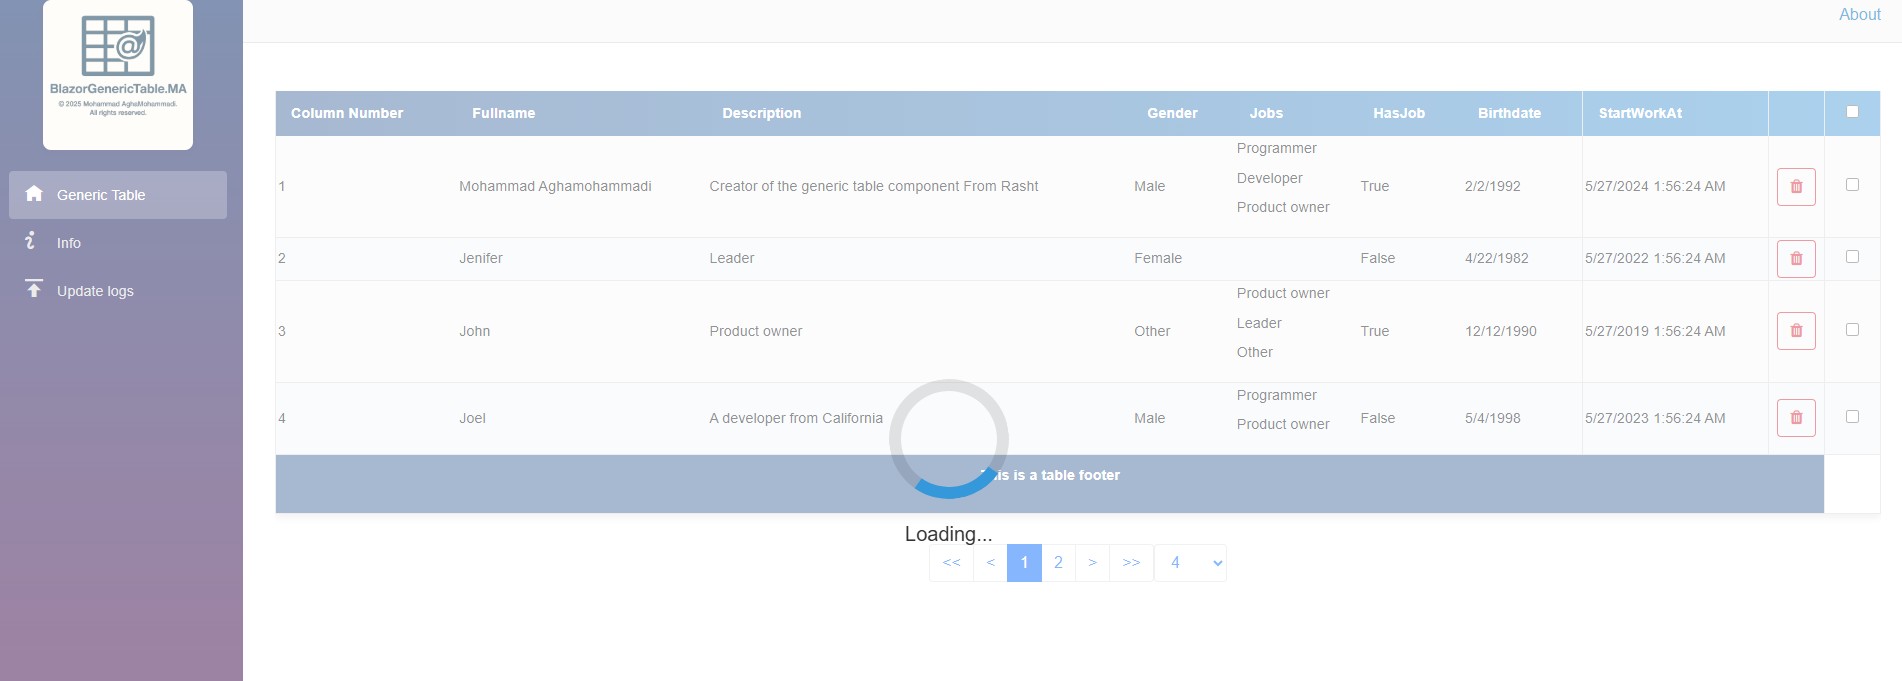 BlazorGenericTable.MA
© 2025 Mohammad AghaMohammadi.
All rights reserved.
Generic Table
Info
Update logs
About
Column Number Fullname Description Gender Jobs HasJob Birthdate StartWorkAt
1 Mohammad Aghamohammadi Creator of the generic table component From Rasht Male Programmer Developer Product owner True 2/2/1992 5/27/2024 1:56:24 AM
2 Jenifer Leader Female False 4/22/1982 5/27/2022 1:56:24 AM
3 John Product owner Other Product owner Leader Other True 12/12/1990 5/27/2019 1:56:24 AM
4 Joel A developer from California Male Programmer Product owner False 5/4/1998 5/27/2023 1:56:24 AM
This is a table footer
Loading...
<< < 1 2 > >> 4